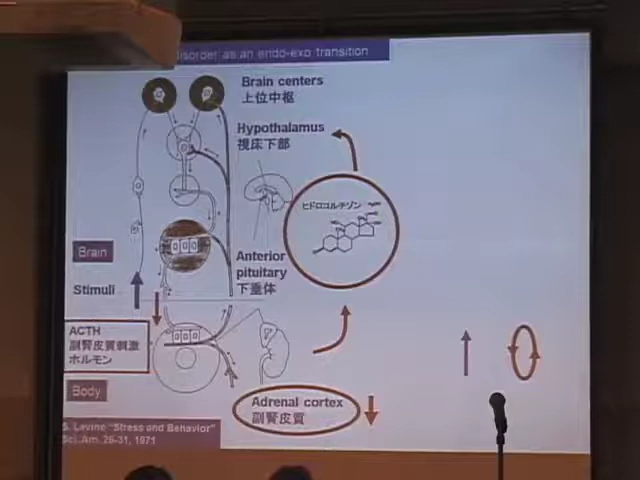 disorder as an endo-exo transition
Brain centers
上位中枢
Hypothalamus
視床下部
ヒドロコルチゾン
Brain
Anterior
pituitary
下垂体
Stimuli
ACTH
副腎皮質刺激
ホルモン
Body
Adrenal cortex
副腎皮質
S. Levine "Stress and Behavior"
Sci. Am. 26-31, 1971